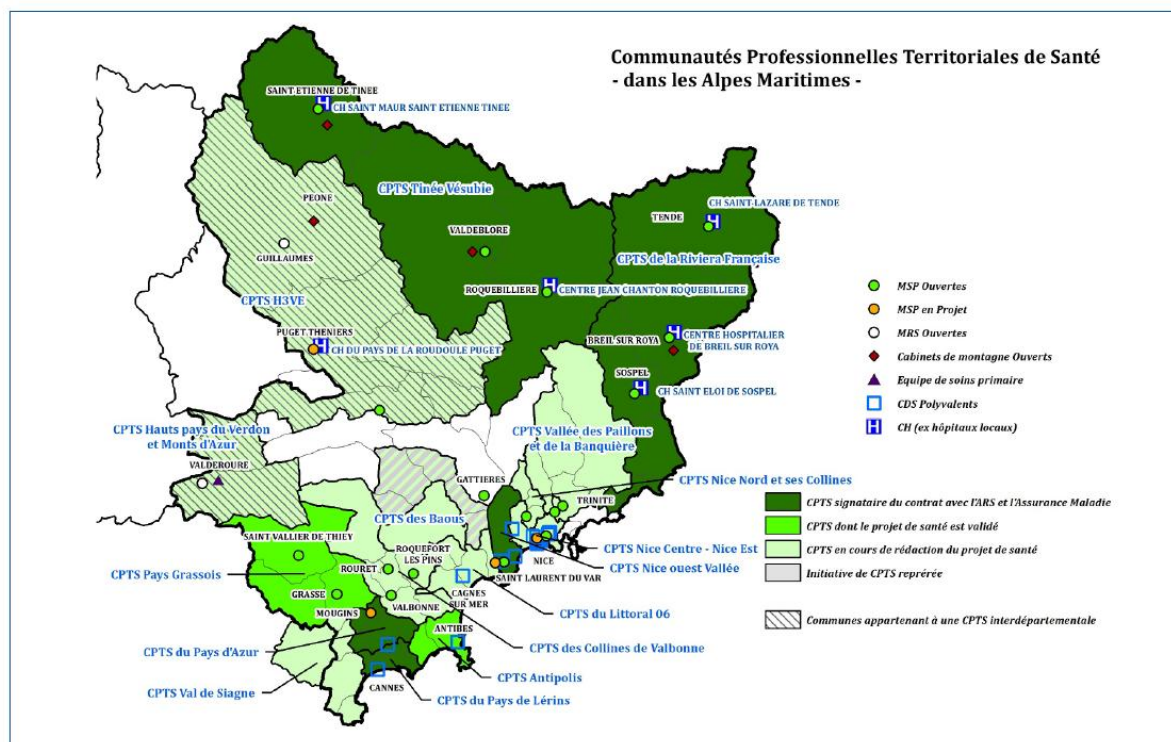 Communautés Professionnelles Territoriales de Santé
- dans les Alpes Maritimes -
SAINT ETIENNE DE TINEE
H
CH SAINT MAUR SAINT ETIENNE TINEE
CPTS Tinée Vésubie
PEONE
GUILLAUMES
VALDEBLORE
TENDE
CH SAINT LAZARE DE TENDE
H
CPTS de la Riviera Française
CPTS H3VE
ROQUEBILLIERE
H
CENTRE JEAN CHANTON ROQUEBILLIERE
PUGET THENIERS
H
CH DU PAYS DE LA ROUDOULE PUGET
BREIL SUR ROYA
H
CENTRE HOSPITALIER
DE BREIL SUR ROYA
SOSPEL
H
CH SAINT ELOI DE SOSPEL
CPTS Hauts pays du Verdon
et Monts d'Azur
VALDEROURE
CPTS Vallée des Paillons
et de la Banquière
GATTIERES
CPTS Nice Nord et ses Collines
TRINITE
CPTS des Baous
SAINT VALLIER DE THIEY
ROQUEFORT
LES PINS
NICE
CPTS Nice Centre - Nice Est
CPTS Nice ouest Vallée
SAINT LAURENT DU VAR
CPTS Pays Grassois
ROURET
GRASSE
VALBONNE
CAGNES
SUR MER
CPTS du Littoral 06
MOUGINS
ANTIBES
CPTS du Pays d'Azur
CPTS des Collines de Valbonne
CPTS Antipolis
CPTS Val de Siagne
CANNES
CPTS du Pays de Lérins
MSP Ouvertes
MSP en Projet
MRS Ouvertes
Cabinets de montagne Ouverts
Equipe de soins primaire
CDS Polyvalents
H
CH (ex hôpitaux locaux)
CPTS signataire du contrat avec l'ARS et l'Assurance Maladie
CPTS dont le projet de santé est validé
CPTS en cours de rédaction du projet de santé
Initiative de CPTS reprérée
Communes appartenant à une CPTS interdépartementale